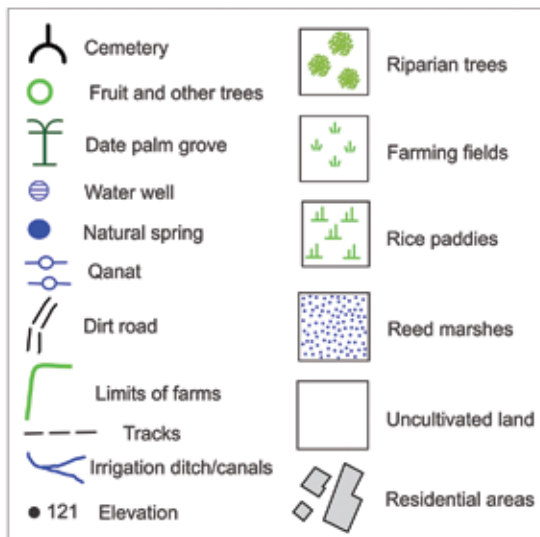 Cemetery
Fruit and other trees
Date palm grove
Water well
Natural spring
Qanat
Dirt road
Limits of farms
Tracks
Irrigation ditch/canals
121 Elevation
Riparian trees
Farming fields
Rice paddies
Reed marshes
Uncultivated land
Residential areas